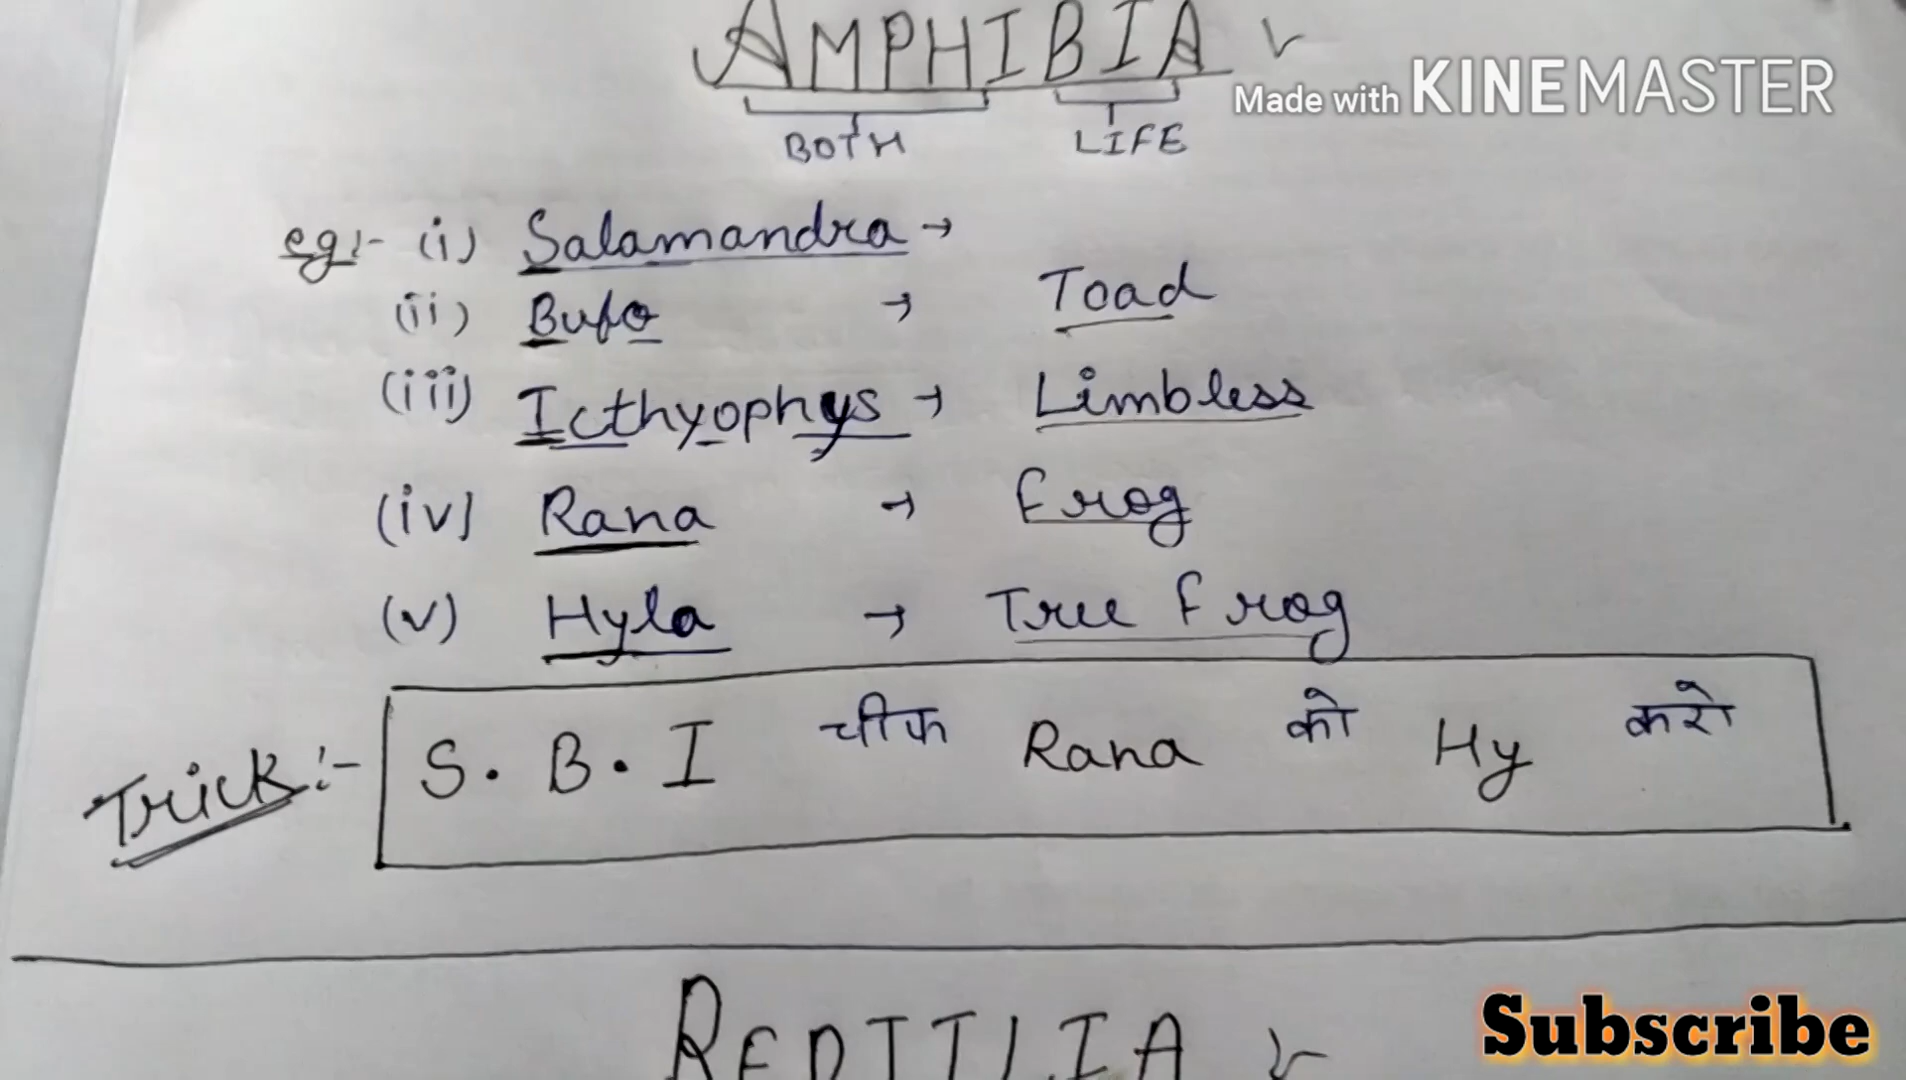 AMPHIBIA
Made with KINEMASTER
BOTH LIFE
eg:- (i) Salamandra →
(ii) Bufo → Toad
(iii) Icthyophys → Limbless
(iv) Rana → Frog
(v) Hyla → Tree Frog
Trick:- S. B. I चीफ Rana को Hy करो
REPTILIA
Subscribe